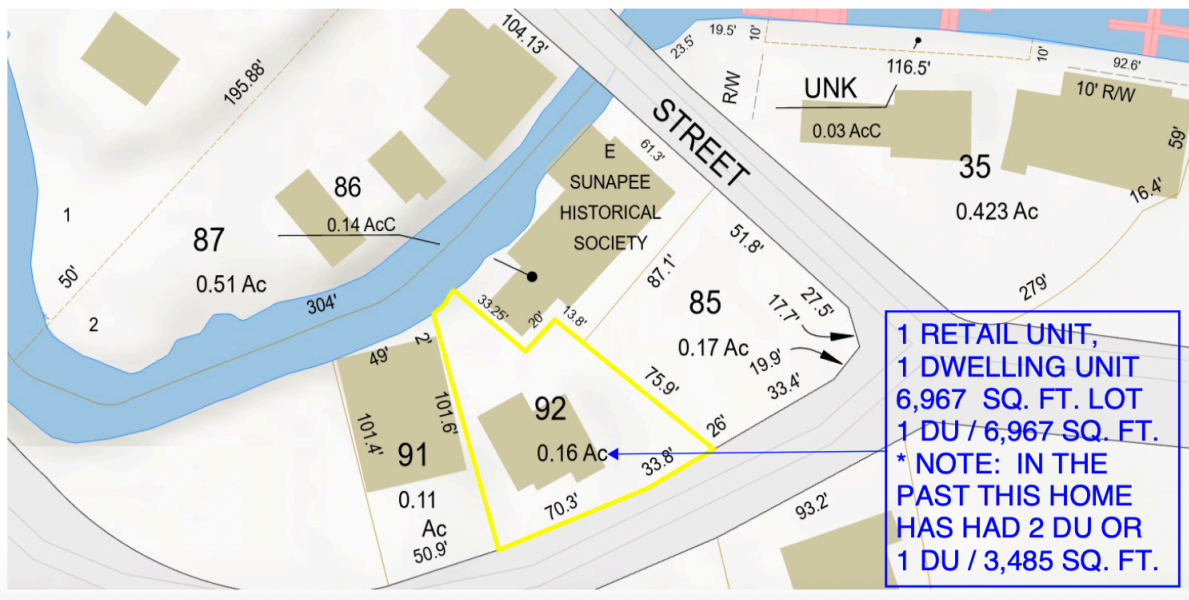 104.13'
23.5'
19.5'
10'
10'
92.6'
116.5'
R/W
UNK
0.03 AcC
10' R/W
59'
16.4'
35
0.423 Ac
279'
195.88'
STREET
61.3'
E
SUNAPEE
HISTORICAL
SOCIETY
86
0.14 AcC
1
87
0.51 Ac
50'
2
304'
51.8'
87.1'
85
0.17 Ac
27.5'
17.7'
19.9'
33.4'
33.25'
20'
13.8'
75.9'
26'
2'
49'
101.6'
101.4'
91
0.11
Ac
50.9'
92
0.16 Ac
33.8'
70.3'
93.2'
1 RETAIL UNIT,
1 DWELLING UNIT
6,967 SQ. FT. LOT
1 DU / 6,967 SQ. FT.
* NOTE: IN THE
PAST THIS HOME
HAS HAD 2 DU OR
1 DU / 3,485 SQ. FT.